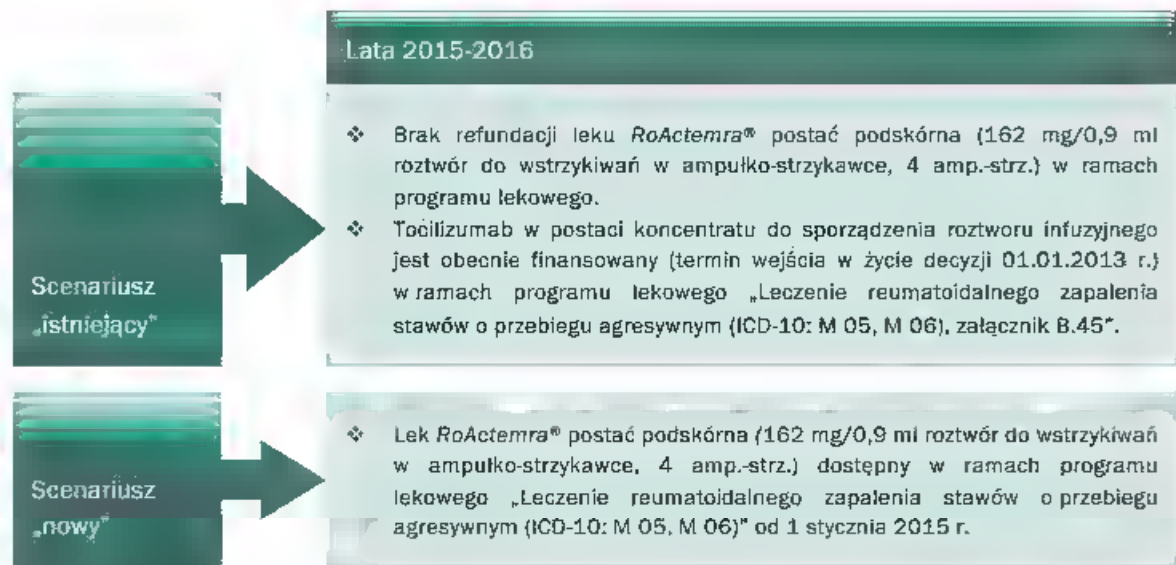 Lata 2015-2016
Scenariusz
„istniejący”
❖ Brak refundacji leku RoActemra® postać podskórna (162 mg/0,9 ml
roztwór do wstrzykiwań w ampułko-strzykawce, 4 amp.-strz.) w ramach
programu lekowego.
❖ Tocilizumab w postaci koncentratu do sporządzenia roztworu infuzyjnego
jest obecnie finansowany (termin wejścia w życie decyzji 01.01.2013 r.)
w ramach programu lekowego „Leczenie reumatoidalnego zapalenia
stawów o przebiegu agresywnym (ICD-10: M 05, M 06), załącznik B.45”.
Scenariusz
„nowy”
❖ Lek RoActemra® postać podskórna (162 mg/0,9 ml roztwór do wstrzykiwań
w ampułko-strzykawce, 4 amp.-strz.) dostępny w ramach programu
lekowego „Leczenie reumatoidalnego zapalenia stawów o przebiegu
agresywnym (ICD-10: M 05, M 06)” od 1 stycznia 2015 r.